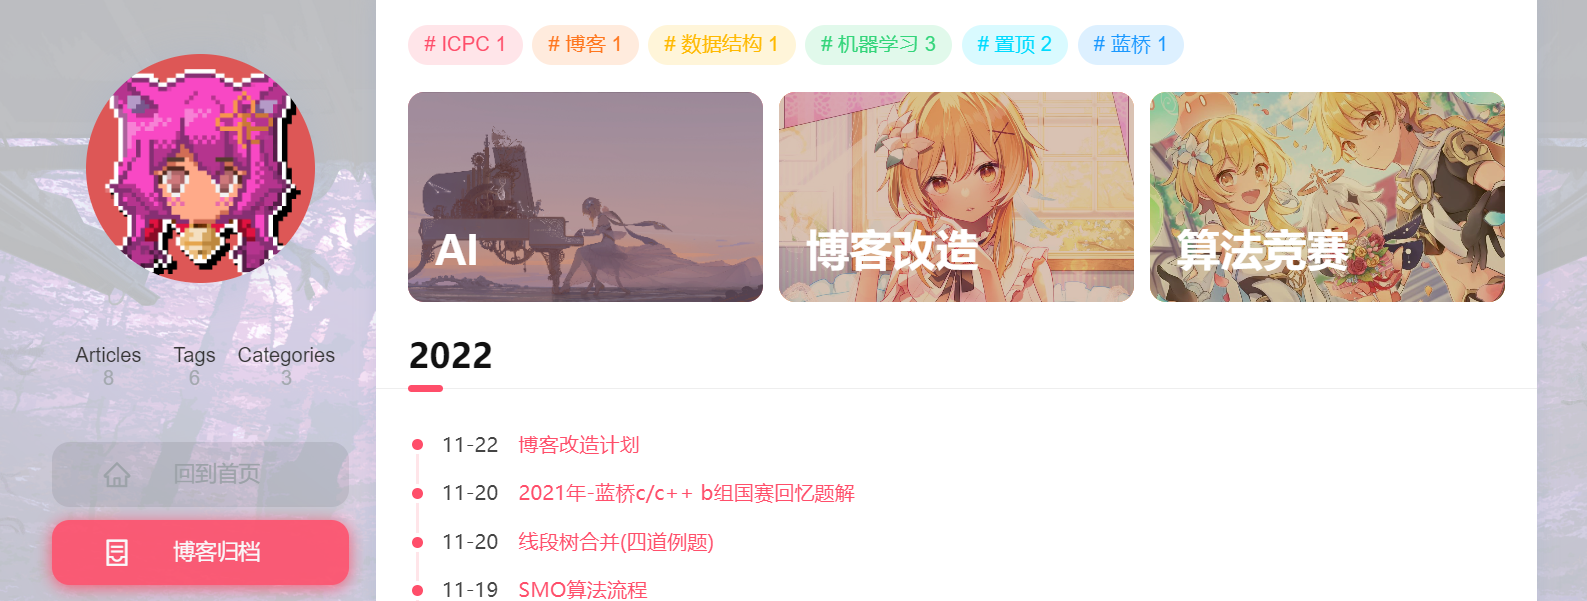 Articles Tags Categories
8 6 3
回到首页
博客归档
# ICPC 1 # 博客 1 # 数据结构 1 # 机器学习 3 # 置顶 2 # 蓝桥 1
AI
博客改造
算法竞赛
2022
11-22 博客改造计划
11-20 2021年-蓝桥c/c++ b组国赛回忆题解
11-20 线段树合并(四道例题)
11-19 SMO算法流程